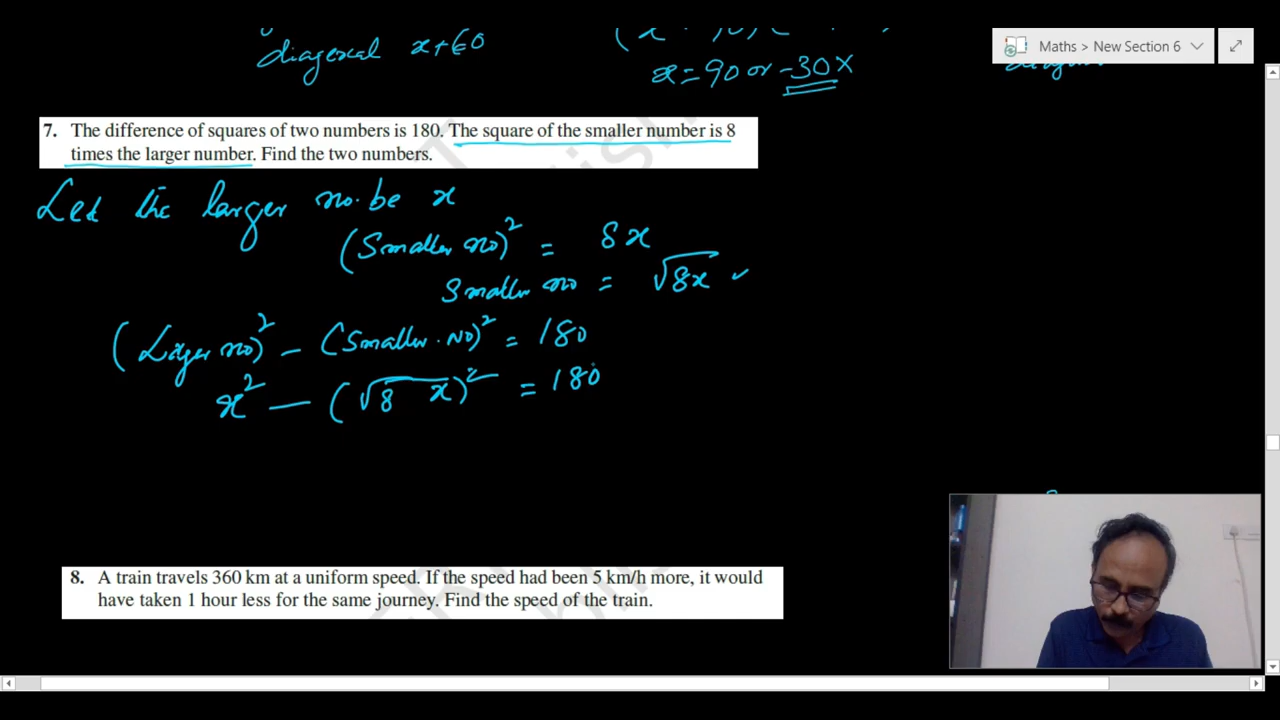 diagonal x+60
x = 90 or -30 x
Maths > New Section 6
7. The difference of squares of two numbers is 180. The square of the smaller number is 8
times the larger number. Find the two numbers.
Let the larger no. be x
(Smaller no)² = 8x
Smaller no = √8x ✓
(Larger no)² — (Smaller . No)² = 180
x² — (√8 x)² = 180
8. A train travels 360 km at a uniform speed. If the speed had been 5 km/h more, it would
have taken 1 hour less for the same journey. Find the speed of the train.